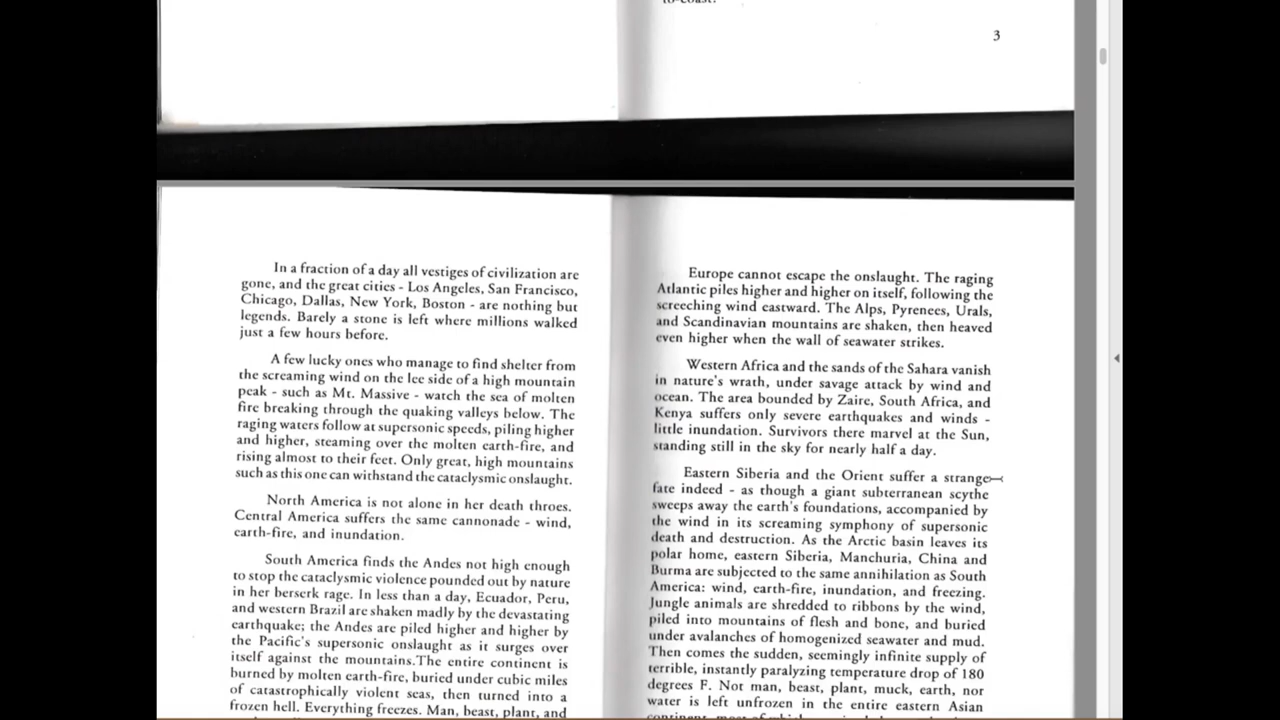 3
In a fraction of a day all vestiges of civilization are
gone, and the great cities - Los Angeles, San Francisco,
Chicago, Dallas, New York, Boston - are nothing but
legends. Barely a stone is left where millions walked
just a few hours before.
A few lucky ones who manage to find shelter from
the screaming wind on the lee side of a high mountain
peak - such as Mt. Massive - watch the sea of molten
fire breaking through the quaking valleys below. The
raging waters follow at supersonic speeds, piling higher
and higher, steaming over the molten earth-fire, and
rising almost to their feet. Only great, high mountains
such as this one can withstand the cataclysmic onslaught.
North America is not alone in her death throes.
Central America suffers the same cannonade - wind,
earth-fire, and inundation.
South America finds the Andes not high enough
to stop the cataclysmic violence pounded out by nature
in her berserk rage. In less than a day, Ecuador, Peru,
and western Brazil are shaken madly by the devastating
earthquake; the Andes are piled higher and higher by
the Pacific's supersonic onslaught as it surges over
itself against the mountains.The entire continent is
burned by molten earth-fire, buried under cubic miles
of catastrophically violent seas, then turned into a
frozen hell. Everything freezes. Man, beast, plant, and
Europe cannot escape the onslaught. The raging
Atlantic piles higher and higher on itself, following the
screeching wind eastward. The Alps, Pyrenees, Urals,
and Scandinavian mountains are shaken, then heaved
even higher when the wall of seawater strikes.
Western Africa and the sands of the Sahara vanish
in nature's wrath, under savage attack by wind and
ocean. The area bounded by Zaire, South Africa, and
Kenya suffers only severe earthquakes and winds -
little inundation. Survivors there marvel at the Sun,
standing still in the sky for nearly half a day.
Eastern Siberia and the Orient suffer a strange
fate indeed - as though a giant subterranean scythe
sweeps away the earth's foundations, accompanied by
the wind in its screaming symphony of supersonic
death and destruction. As the Arctic basin leaves its
polar home, eastern Siberia, Manchuria, China and
Burma are subjected to the same annihilation as South
America: wind, earth-fire, inundation, and freezing.
Jungle animals are shredded to ribbons by the wind,
piled into mountains of flesh and bone, and buried
under avalanches of homogenized seawater and mud.
Then comes the sudden, seemingly infinite supply of
terrible, instantly paralyzing temperature drop of 180
degrees F. Not man, beast, plant, muck, earth, nor
water is left unfrozen in the entire eastern Asian